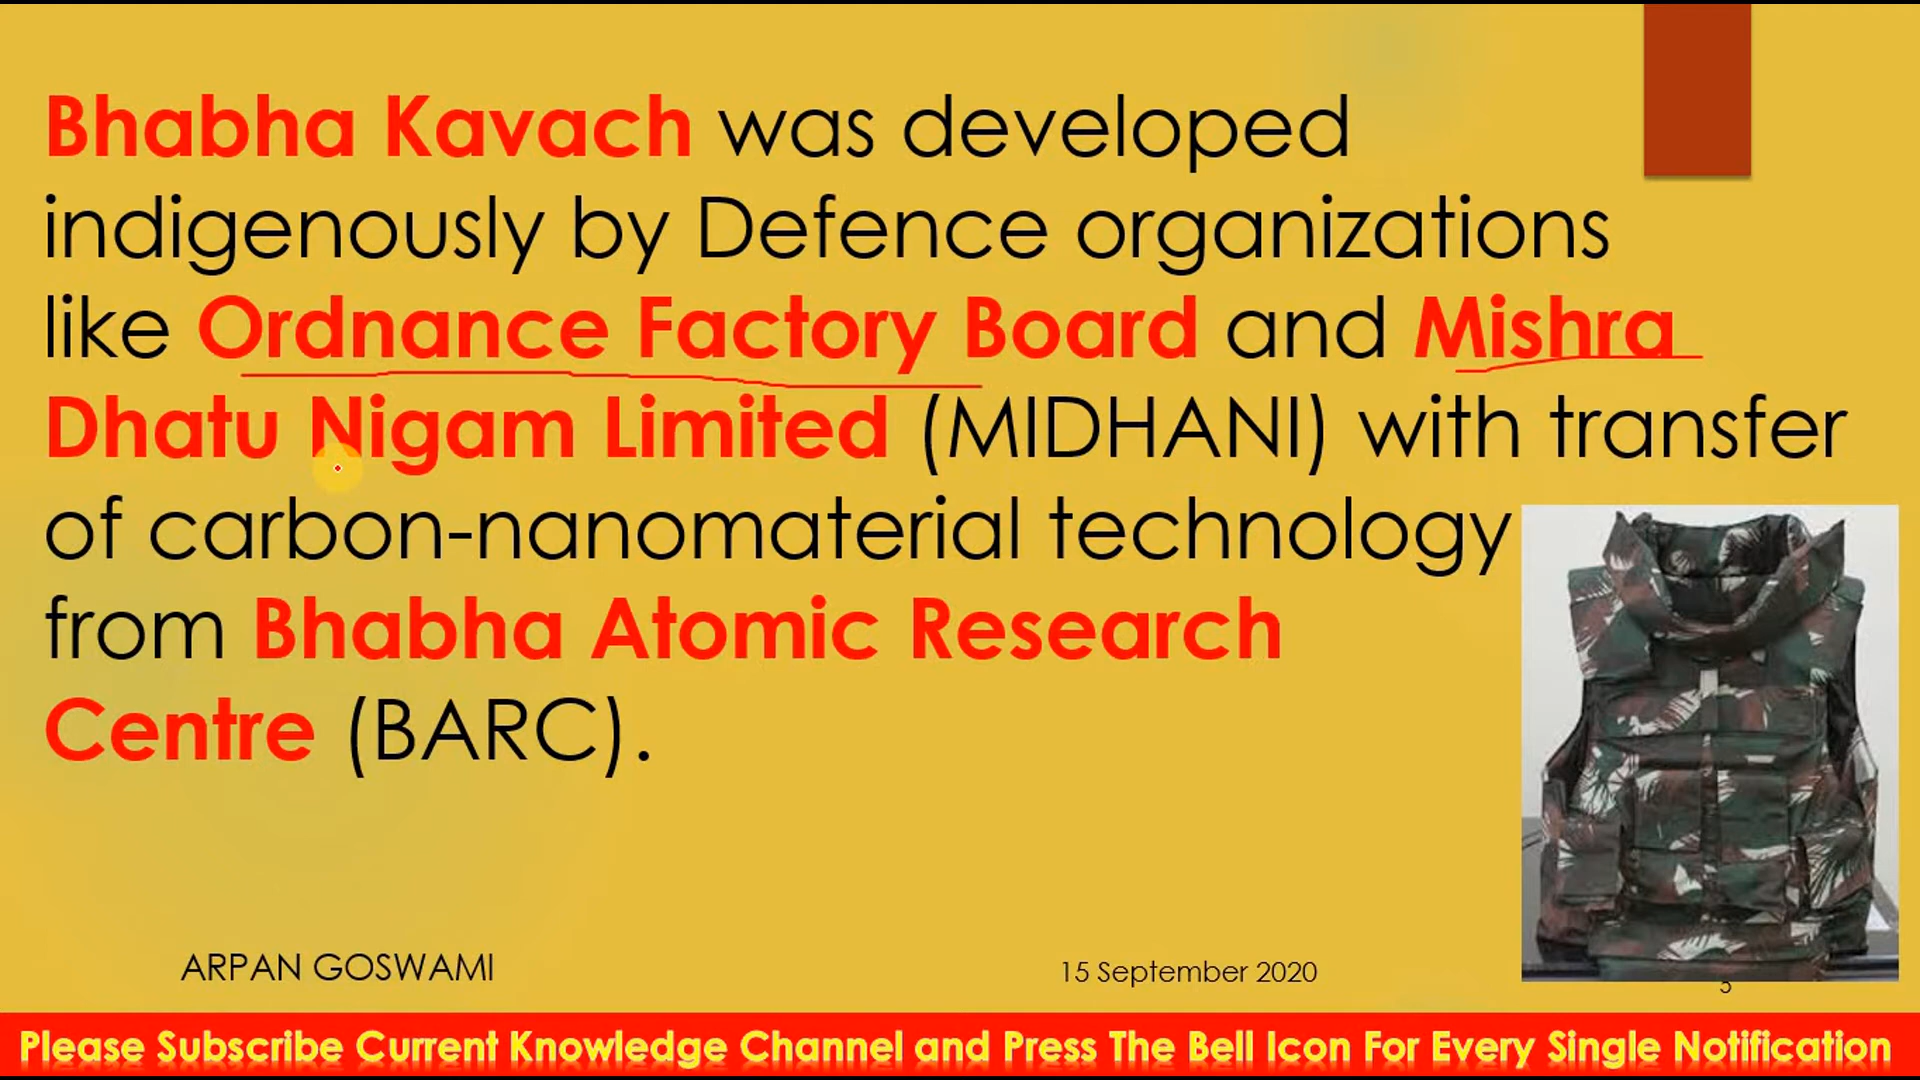 Bhabha Kavach was developed
indigenously by Defence organizations
like Ordnance Factory Board and Mishra
Dhatu Nigam Limited (MIDHANI) with transfer
of carbon-nanomaterial technology
from Bhabha Atomic Research
Centre (BARC).
ARPAN GOSWAMI
15 September 2020
Please Subscribe Current Knowledge Channel and Press The Bell Icon For Every Single Notification